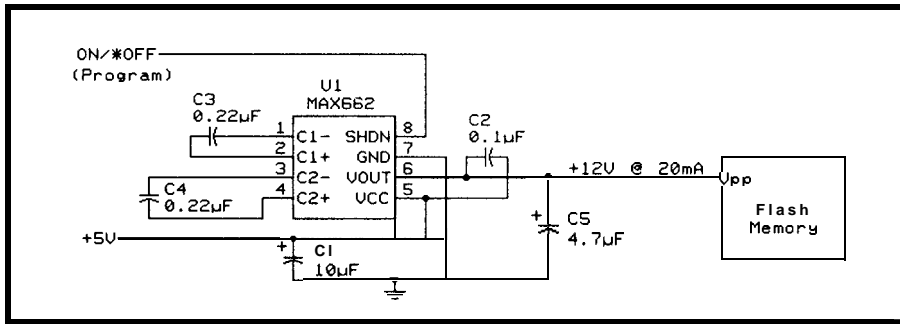 ON/*OFF
(Program)
U1
MAX662
C3
0.22µF
1 C1- SHDN 8
2 C1+ GND 7
3 C2- VOUT 6
4 C2+ VCC 5
C4
0.22µF
C2
0.1µF
+12V @ 20mA
Vpp
Flash
Memory
+5V
+ C1
10µF
+ C5
4.7µF